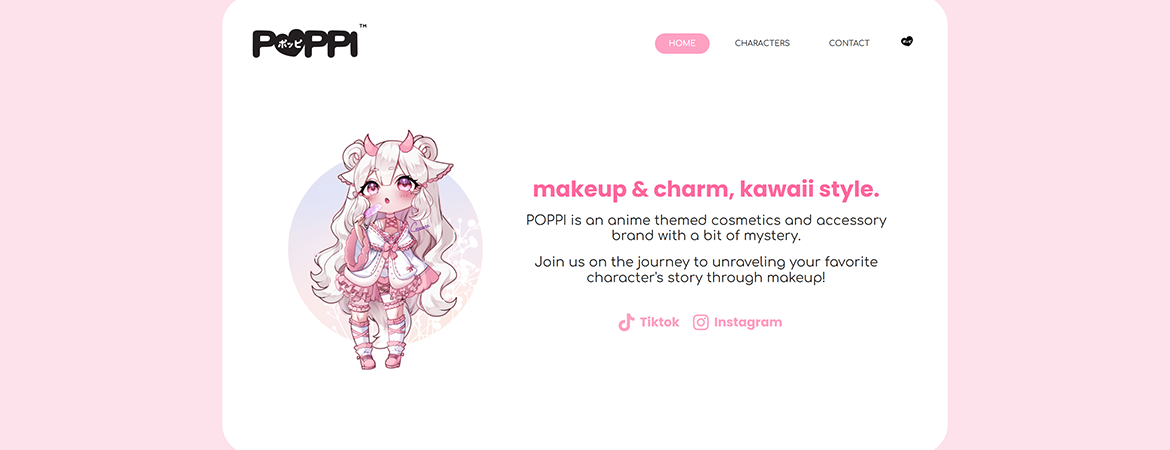 POPPI™
ポッピ
HOME
CHARACTERS
CONTACT
makeup & charm, kawaii style.
POPPI is an anime themed cosmetics and accessory
brand with a bit of mystery.
Join us on the journey to unraveling your favorite
character's story through makeup!
Tiktok
Instagram